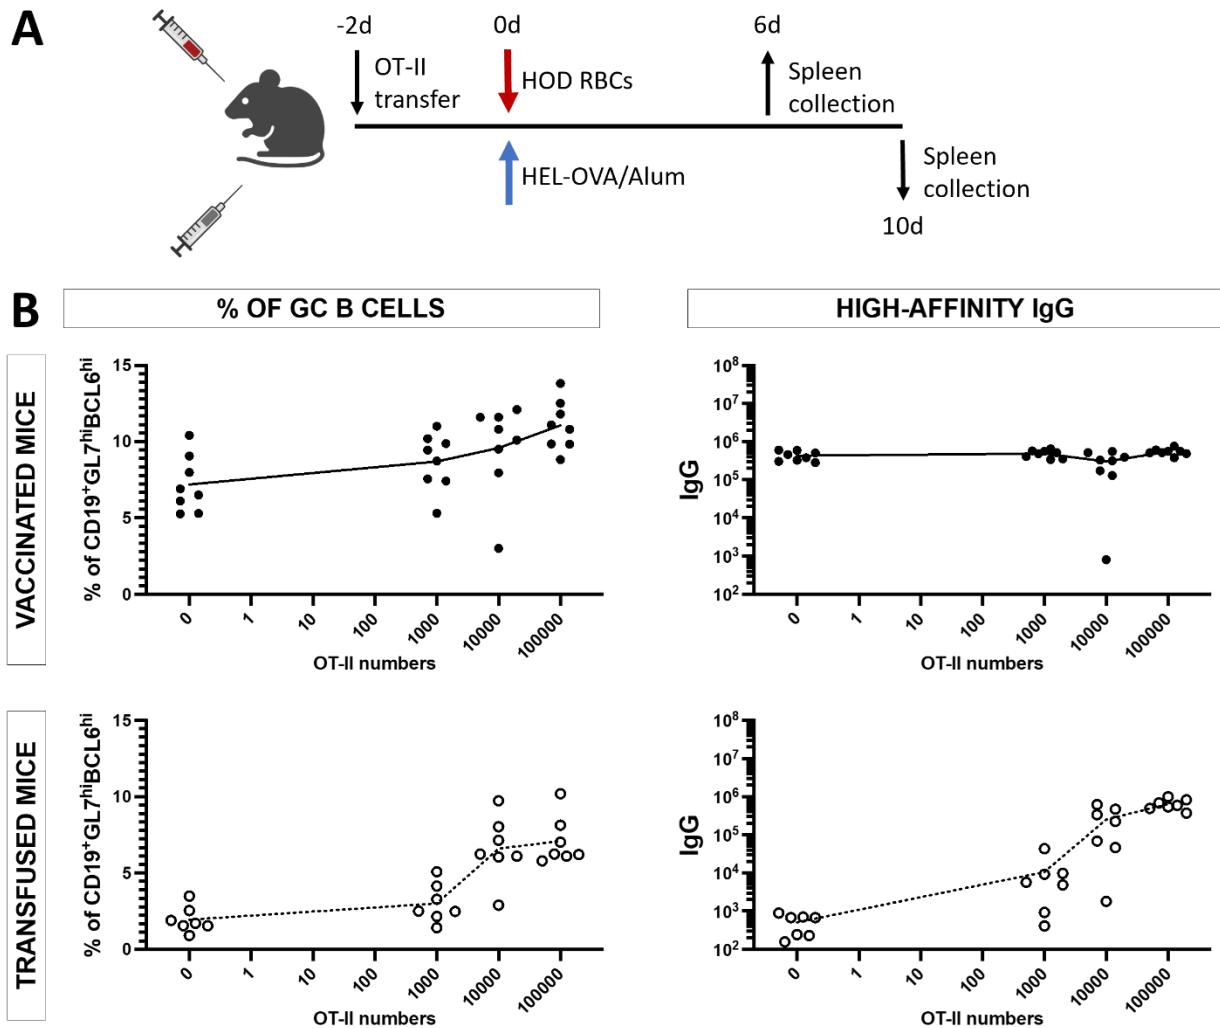 A
-2d
0d
6d
OT-II
transfer
HOD RBCs
Spleen
collection
HEL-OVA/Alum
Spleen
collection
10d
B
% OF GC B CELLS
HIGH-AFFINITY IgG
VACCINATED MICE
% of CD19⁺GL7ʰⁱBCL6ʰⁱ
15
10
5
0
0
1
10
100
1000
10000
100000
OT-II numbers
IgG
10⁸
10⁷
10⁶
10⁵
10⁴
10³
10²
0
1
10
100
1000
10000
100000
OT-II numbers
TRANSFUSED MICE
% of CD19⁺GL7ʰⁱBCL6ʰⁱ
15
10
5
0
0
1
10
100
1000
10000
100000
OT-II numbers
IgG
10⁸
10⁷
10⁶
10⁵
10⁴
10³
10²
0
1
10
100
1000
10000
100000
OT-II numbers